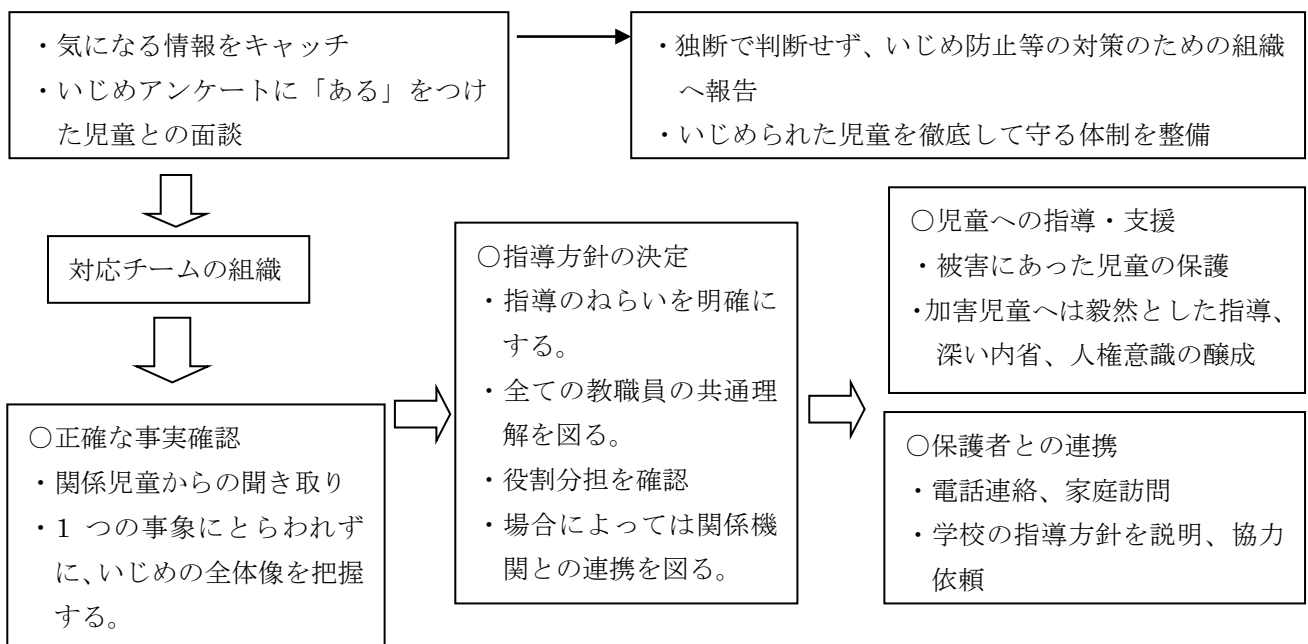 ・気になる情報をキャッチ
・いじめアンケートに「ある」をつけ
た児童との面談
・独断で判断せず、いじめ防止等の対策のための組織
へ報告
・いじめられた児童を徹底して守る体制を整備
対応チームの組織
○正確な事実確認
・関係児童からの聞き取り
・1 つの事象にとらわれず
に、いじめの全体像を把握
する。
○指導方針の決定
・指導のねらいを明確に
する。
・全ての教職員の共通理
解を図る。
・役割分担を確認
・場合によっては関係機
関との連携を図る。
○児童への指導・支援
・被害にあった児童の保護
・加害児童へは毅然とした指導、
深い内省、人権意識の醸成
○保護者との連携
・電話連絡、家庭訪問
・学校の指導方針を説明、協力
依頼